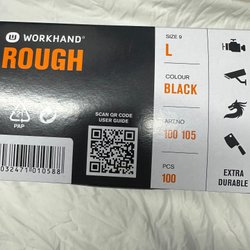 WORKHAND®
ROUGH
PAP
SCAN QR CODE
USER GUIDE
032471010588
SIZE 9
L
COLOUR
BLACK
ART.NO
100 105
PCS
100
EXTRA
DURABLE